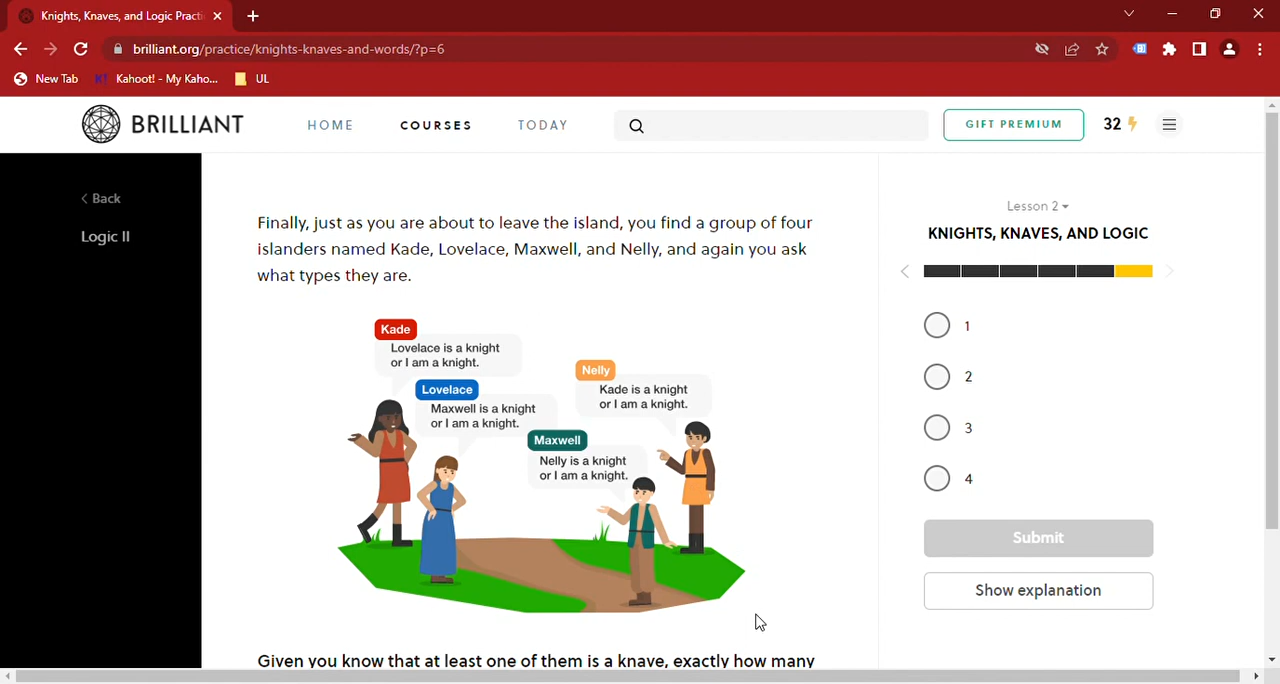 Knights, Knaves, and Logic Practi
brilliant.org/practice/knights-knaves-and-words/?p=6
New Tab
K! Kahoot! - My Kaho...
UL
BRILLIANT
HOME
COURSES
TODAY
GIFT PREMIUM
32
< Back
Logic II
Finally, just as you are about to leave the island, you find a group of four
islanders named Kade, Lovelace, Maxwell, and Nelly, and again you ask
what types they are.
Kade
Lovelace is a knight
or I am a knight.
Lovelace
Maxwell is a knight
or I am a knight.
Maxwell
Nelly is a knight
or I am a knight.
Nelly
Kade is a knight
or I am a knight.
Given you know that at least one of them is a knave, exactly how many
Lesson 2
KNIGHTS, KNAVES, AND LOGIC
1
2
3
4
Submit
Show explanation